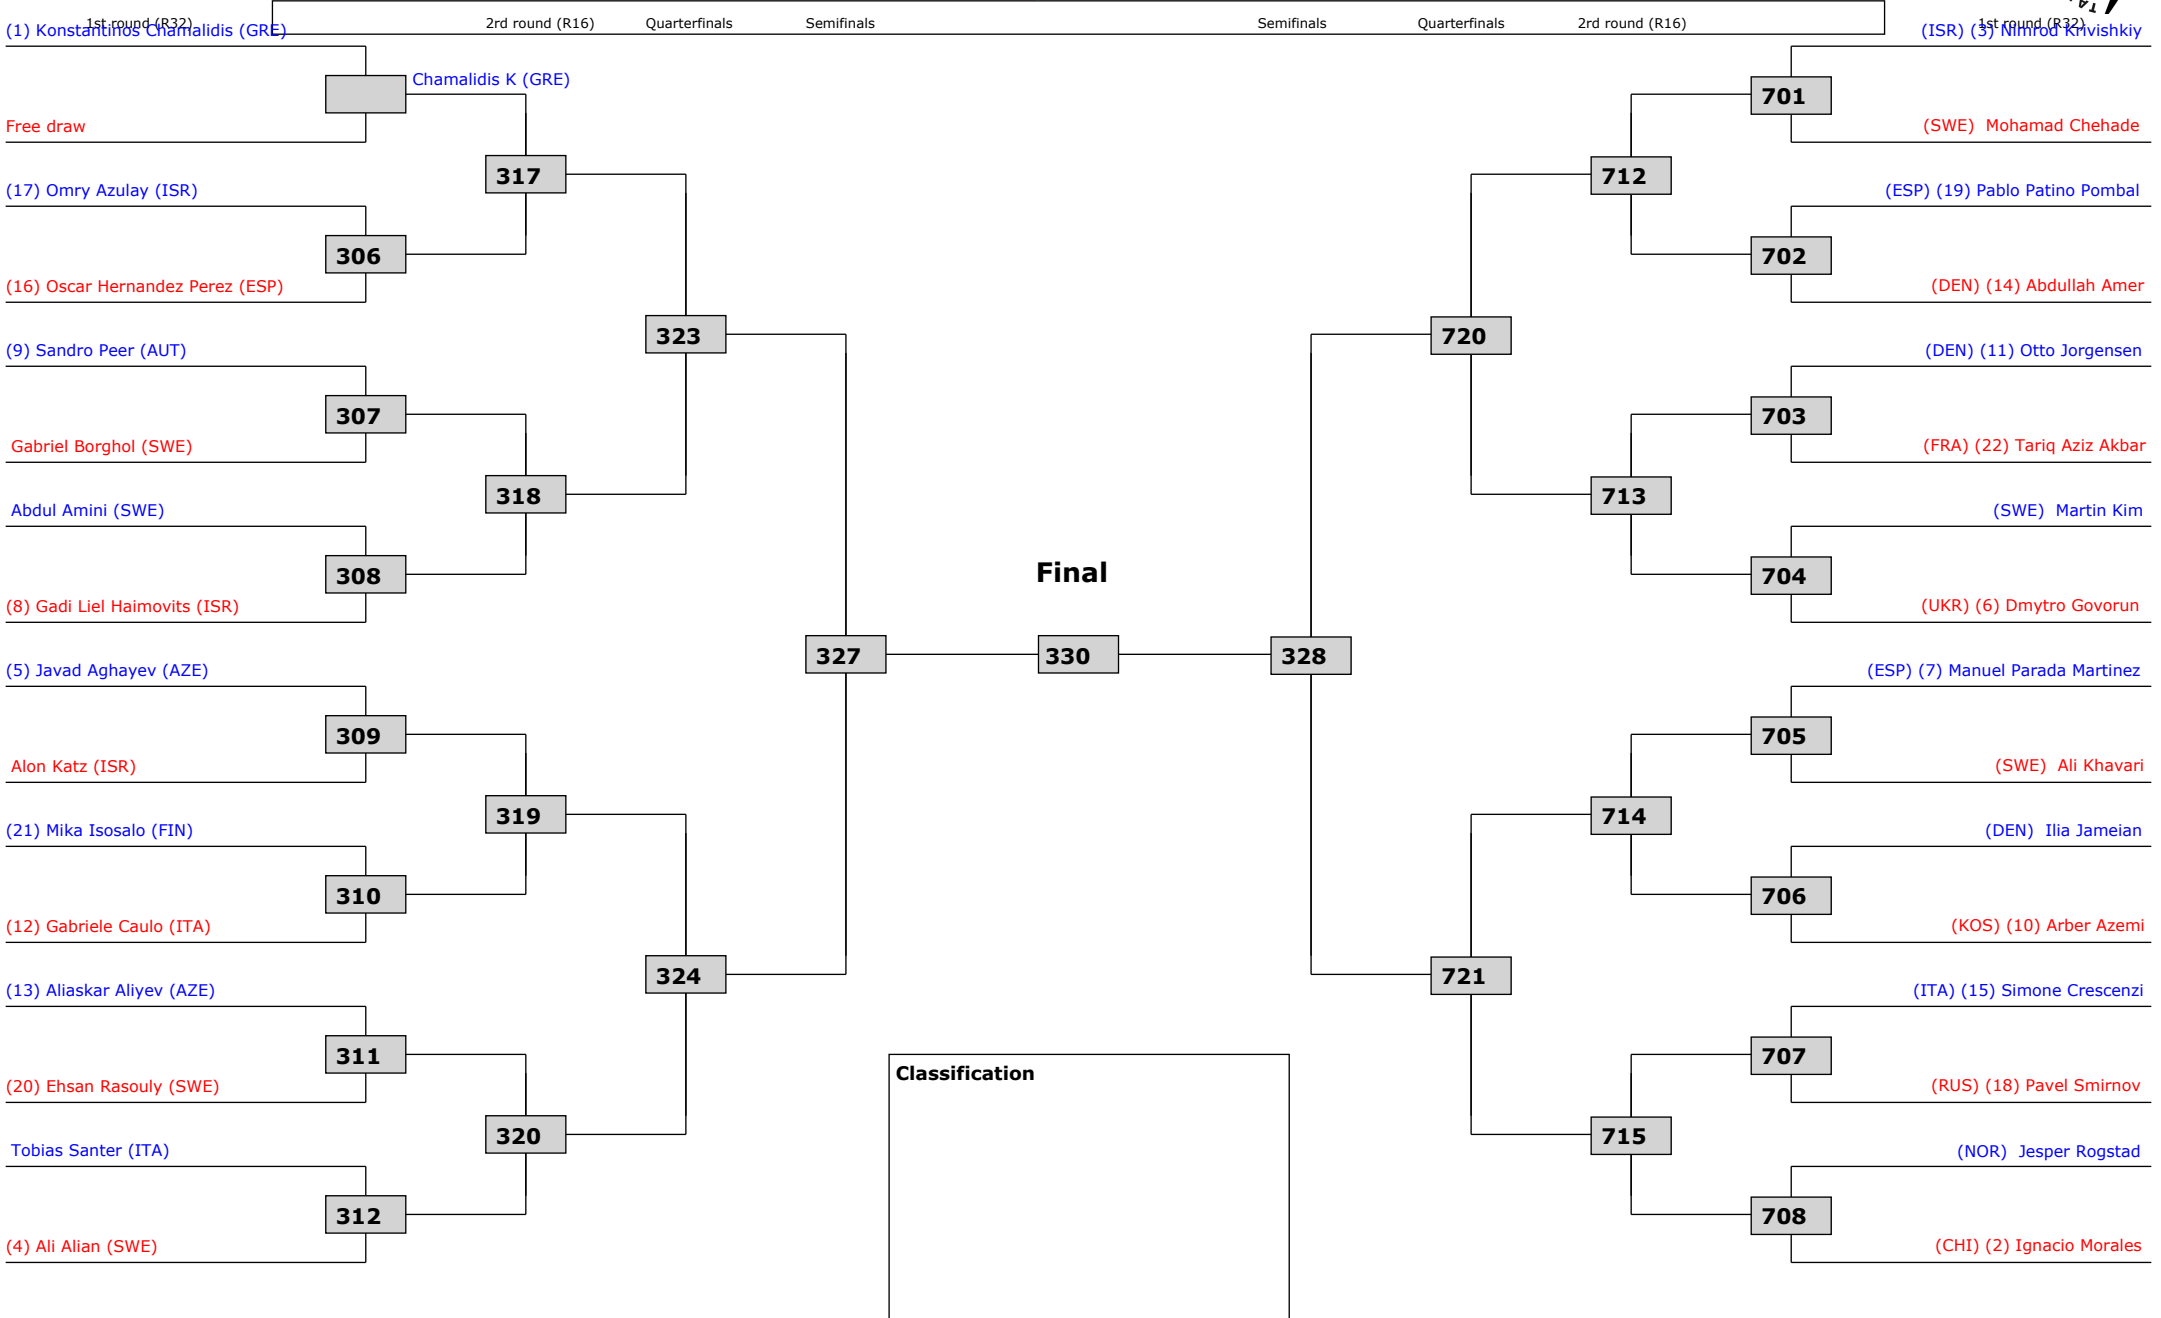 1st round (R32)
2rd round (R16)
Quarterfinals
Semifinals
Semifinals
Quarterfinals
2rd round (R16)
1st round (R32)
(1) Konstantinos Chamalidis (GRE)
Chamalidis K (GRE)
Free draw
317
(17) Omry Azulay (ISR)
306
(16) Oscar Hernandez Perez (ESP)
323
(9) Sandro Peer (AUT)
307
Gabriel Borghol (SWE)
318
Abdul Amini (SWE)
308
(8) Gadi Liel Haimovits (ISR)
327
(5) Javad Aghayev (AZE)
309
Alon Katz (ISR)
319
(21) Mika Isosalo (FIN)
310
(12) Gabriele Caulo (ITA)
324
(13) Aliaskar Aliyev (AZE)
311
(20) Ehsan Rasouly (SWE)
320
Tobias Santer (ITA)
312
(4) Ali Alian (SWE)
Final
330
Classification
(ISR) (3) Nimrod Krivishkiy
701
(SWE) Mohamad Chehade
712
(ESP) (19) Pablo Patino Pombal
702
(DEN) (14) Abdullah Amer
720
(DEN) (11) Otto Jorgensen
703
(FRA) (22) Tariq Aziz Akbar
713
(SWE) Martin Kim
704
(UKR) (6) Dmytro Govorun
328
(ESP) (7) Manuel Parada Martinez
705
(SWE) Ali Khavari
714
(DEN) Ilia Jameian
706
(KOS) (10) Arber Azemi
721
(ITA) (15) Simone Crescenzi
707
(RUS) (18) Pavel Smirnov
715
(NOR) Jesper Rogstad
708
(CHI) (2) Ignacio Morales